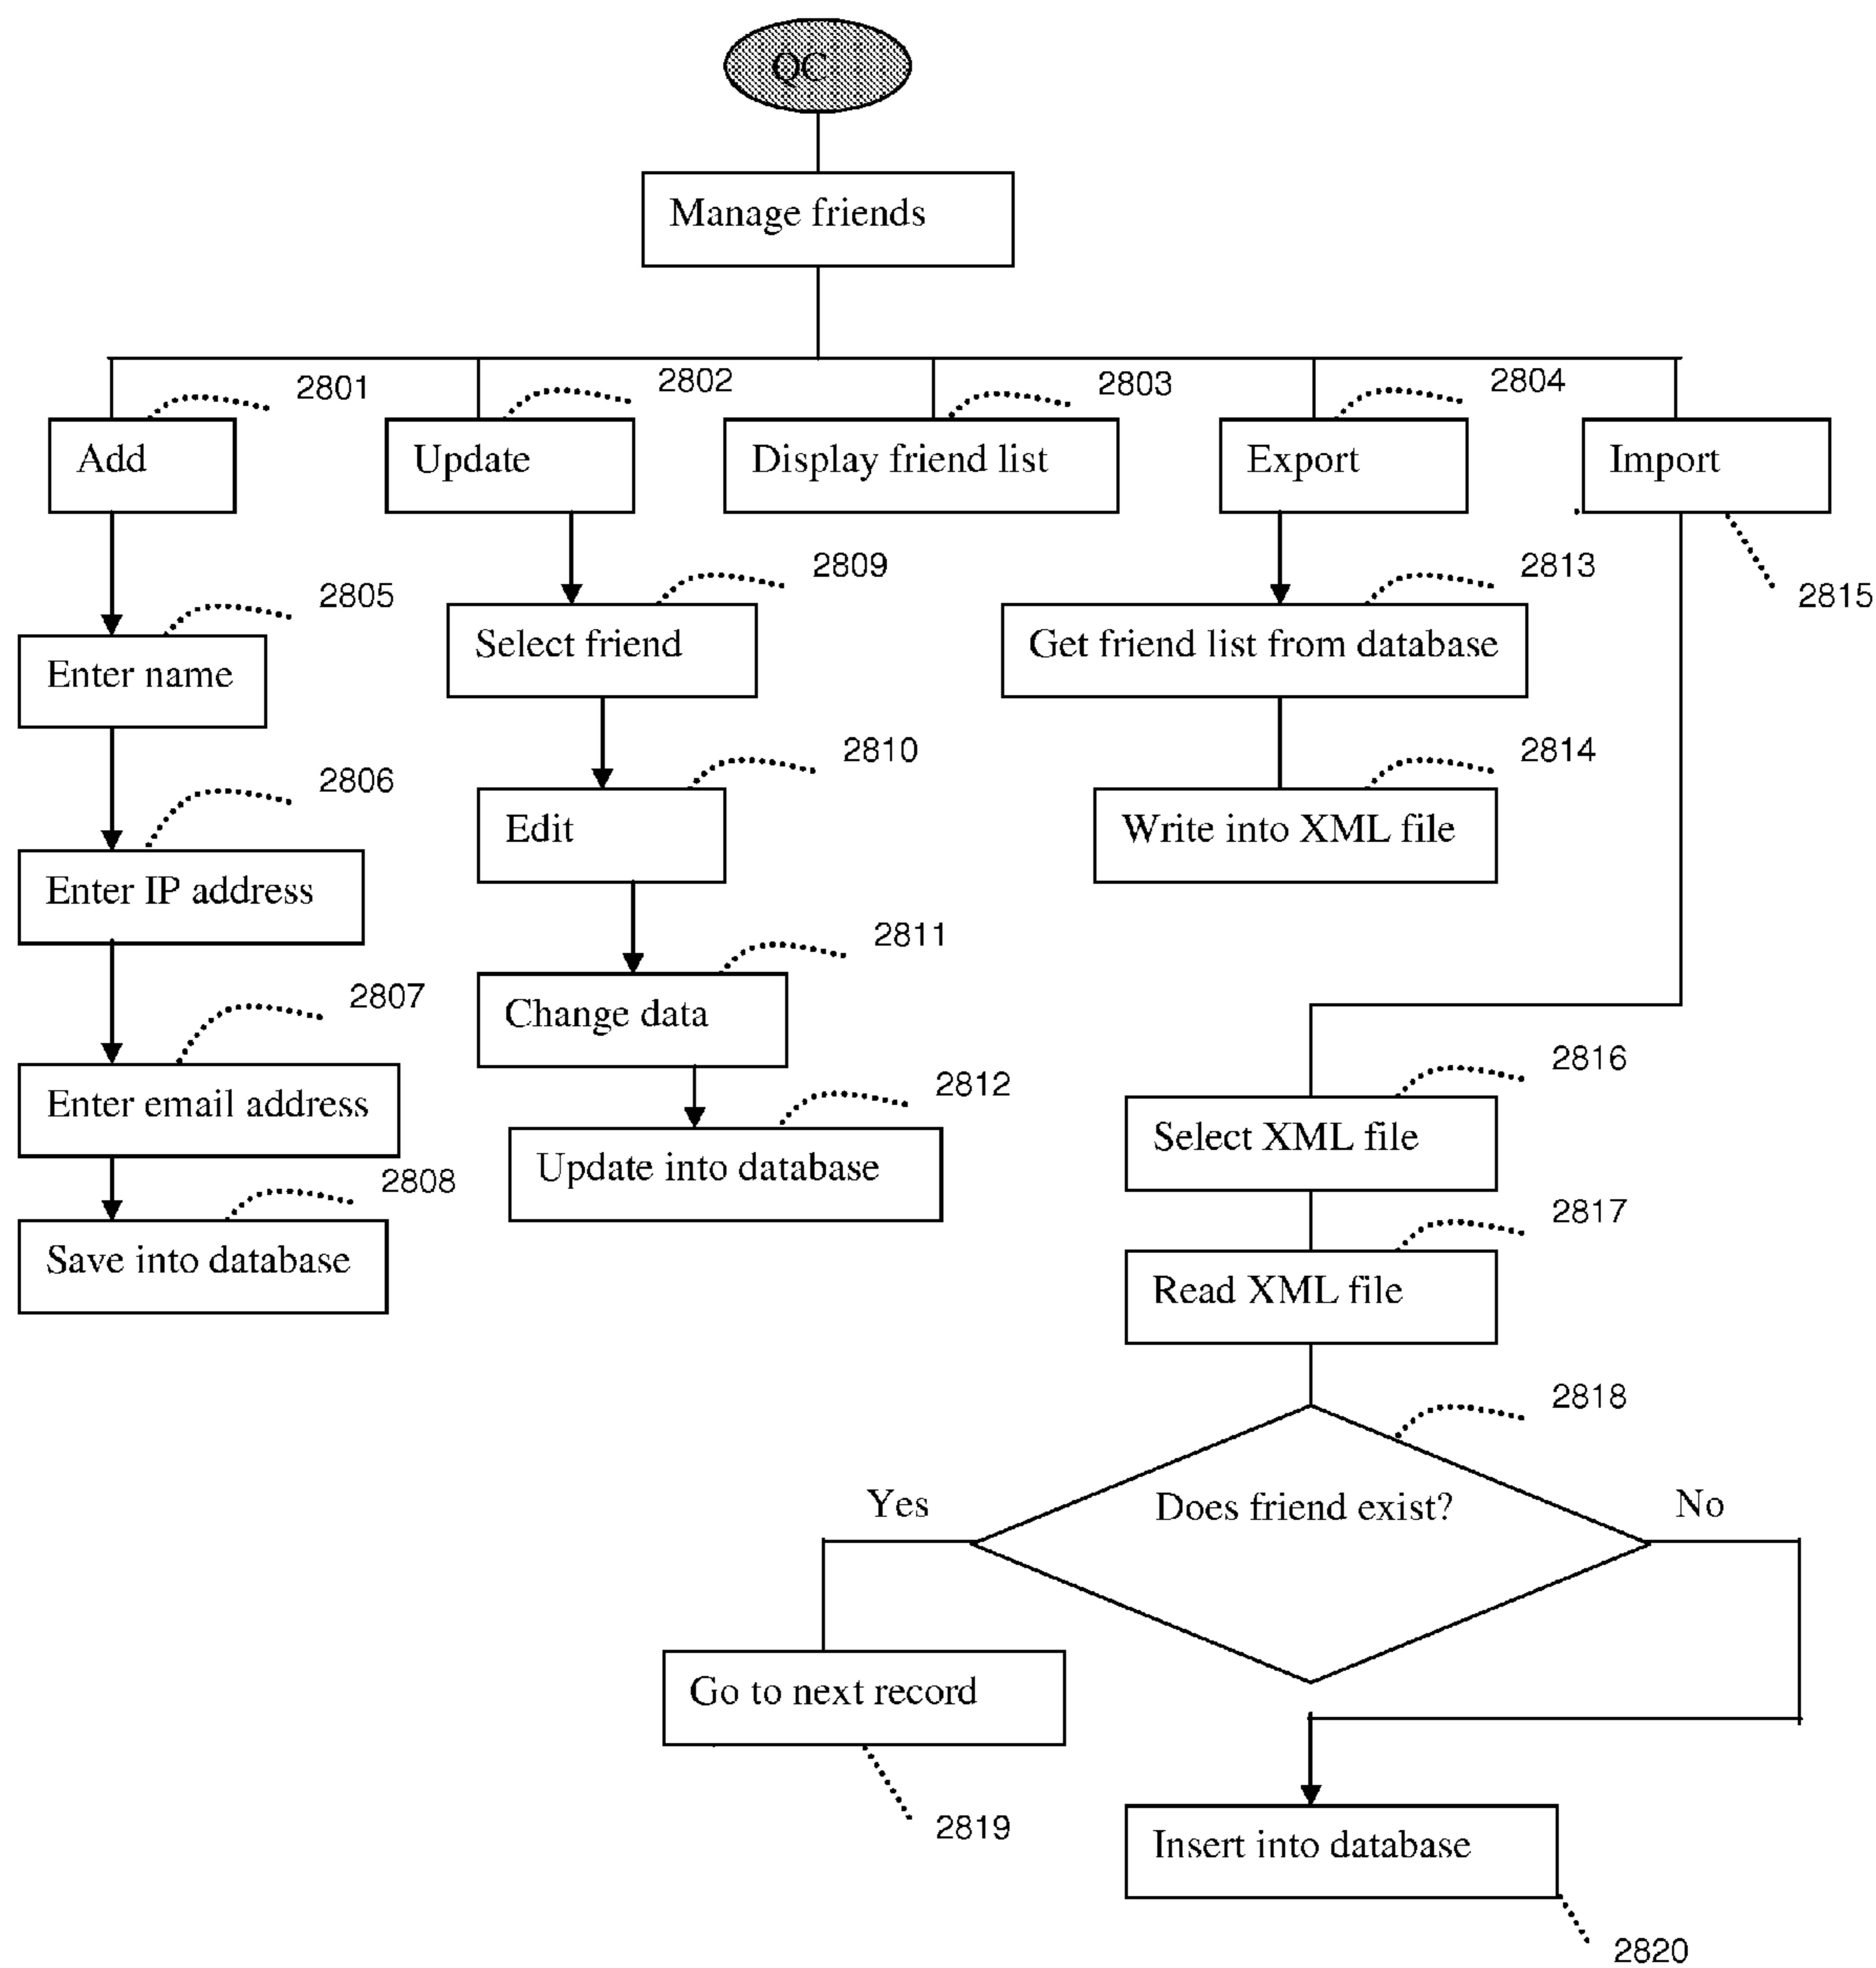 QC
Manage friends
2801
2802
2803
2804
Add
Update
Display friend list
Export
Import
2805
2809
2813
2815
Enter name
Select friend
Get friend list from database
2806
2810
2814
Enter IP address
Edit
Write into XML file
2807
2811
Enter email address
Change data
2816
2808
2812
Select XML file
Save into database
Update into database
2817
Read XML file
2818
Yes
Does friend exist?
No
Go to next record
2819
Insert into database
2820